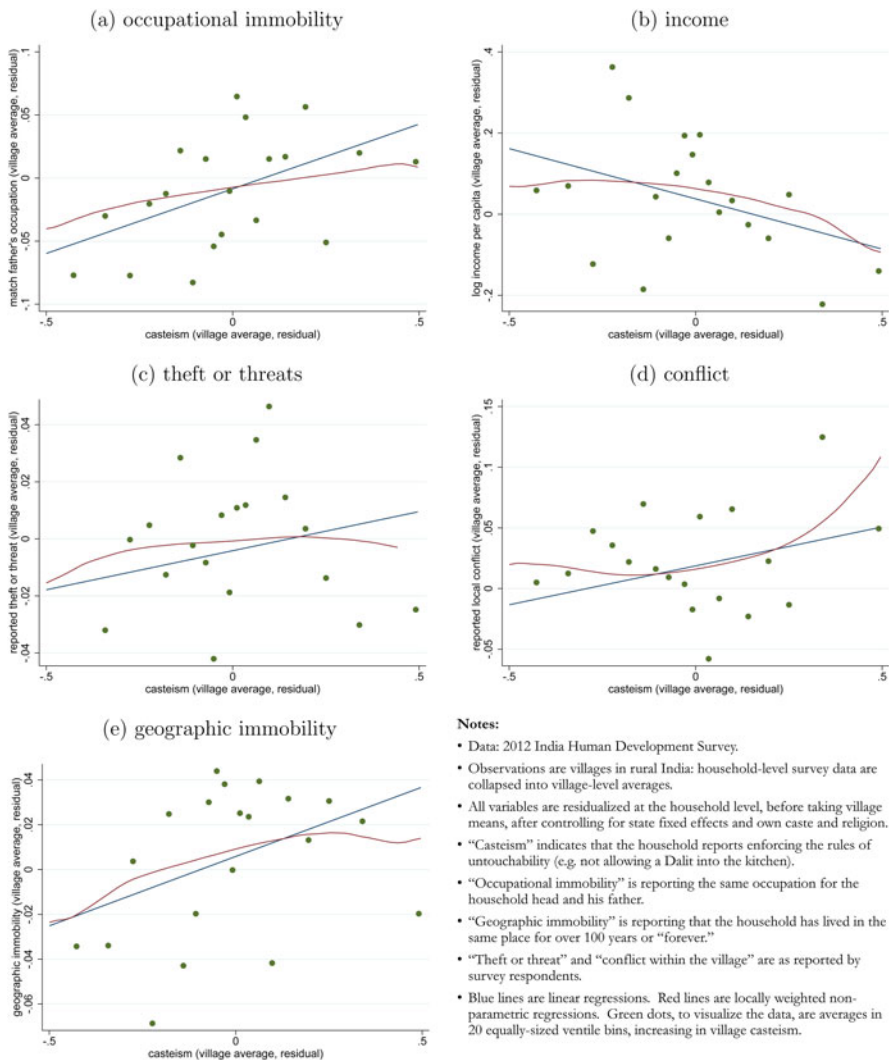 (a) occupational immobility
match father's occupation (village average, residual)
.1
.05
0
-.05
-.1
-.5
0
.5
casteism (village average, residual)
(b) income
log income per capita (village average, residual)
.4
.2
0
-.2
-.5
0
.5
casteism (village average, residual)
(c) theft or threats
reported theft or threat (village average, residual)
.04
.02
0
-.02
-.04
-.5
0
.5
casteism (village average, residual)
(d) conflict
reported local conflict (village average, residual)
.15
.1
.05
0
-.05
-.5
0
.5
casteism (village average, residual)
(e) geographic immobility
geographic immobility (village average, residual)
.04
.02
0
-.02
-.04
-.06
-.5
0
.5
casteism (village average, residual)
Notes:
• Data: 2012 India Human Development Survey.
• Observations are villages in rural India: household-level survey data are
collapsed into village-level averages.
• All variables are residualized at the household level, before taking village
means, after controlling for state fixed effects and own caste and religion.
• “Casteism” indicates that the household reports enforcing the rules of
untouchability (e.g. not allowing a Dalit into the kitchen).
• “Occupational immobility” is reporting the same occupation for the
household head and his father.
• “Geographic immobility” is reporting that the household has lived in the
same place for over 100 years or “forever.”
• “Theft or threat” and “conflict within the village” are as reported by
survey respondents.
• Blue lines are linear regressions. Red lines are locally weighted non-
parametric regressions. Green dots, to visualize the data, are averages in
20 equally-sized ventile bins, increasing in village casteism.